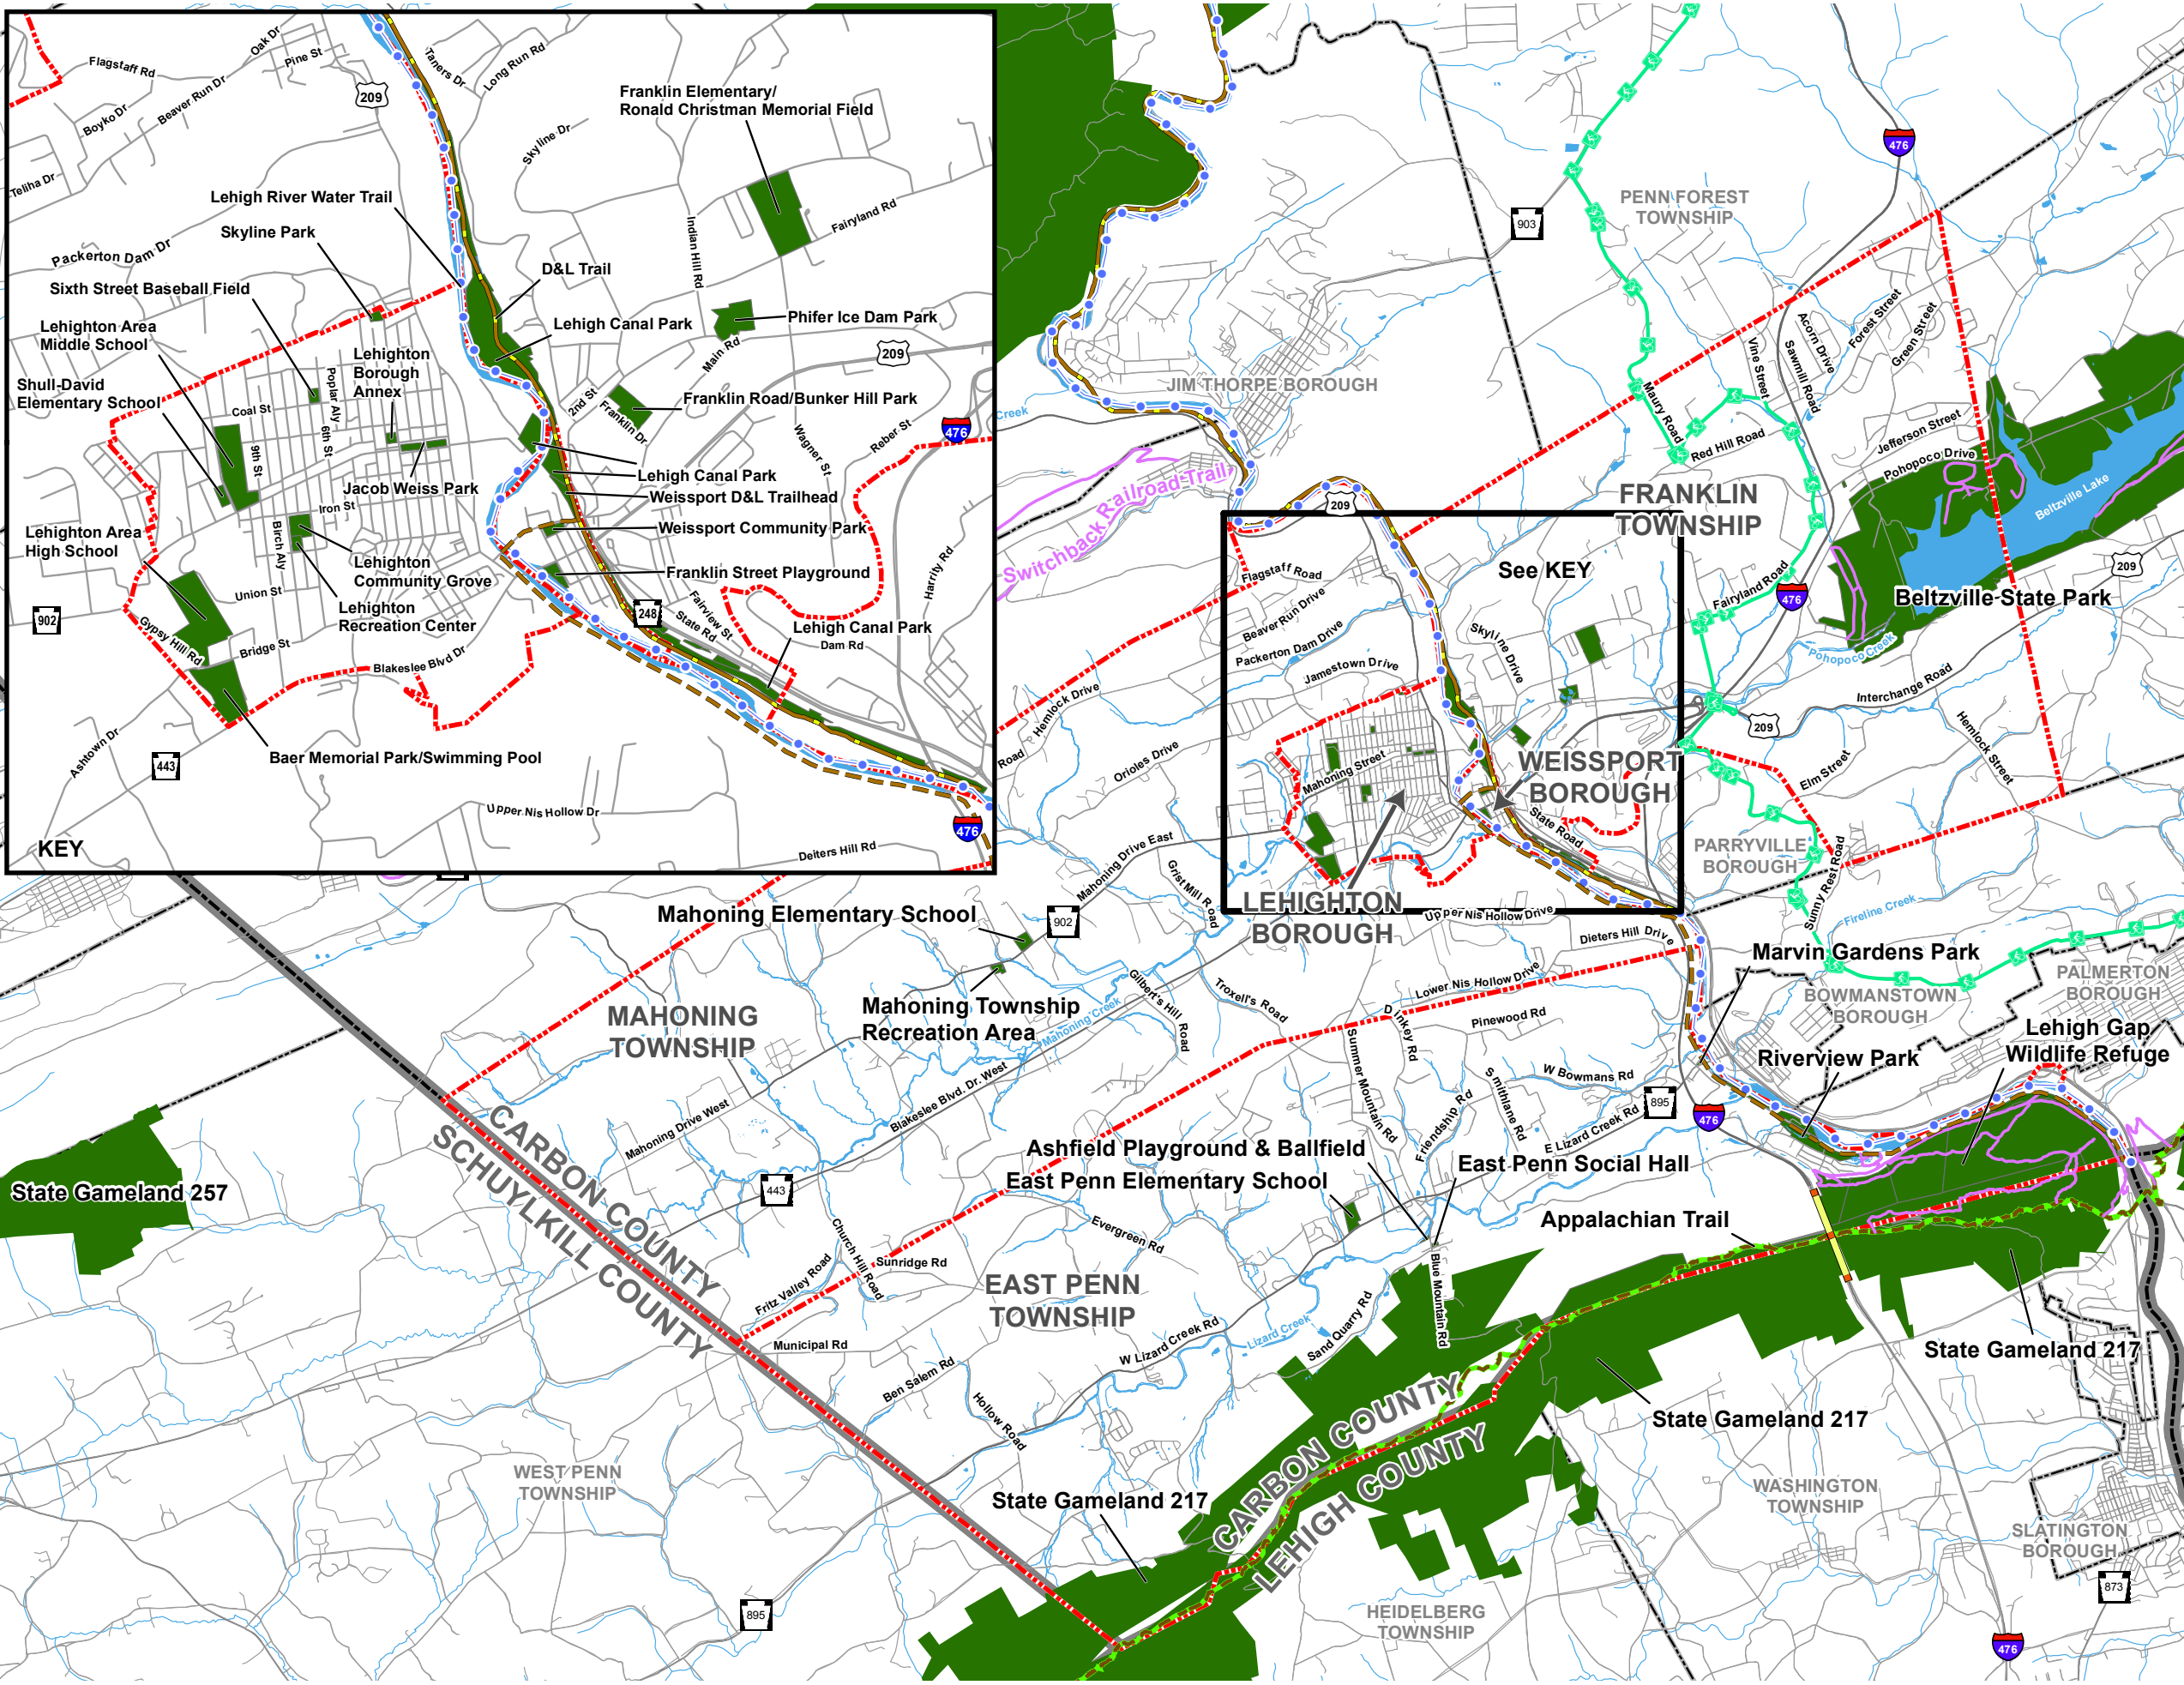 Flagstaff Rd
Oak Dr
Pine St
Boyko Dr
Beaver Run Dr
209
Taners Dr
Long Run Rd
Teliha Dr
Skyline Dr
Franklin Elementary/
Ronald Christman Memorial Field
Lehigh River Water Trail
Skyline Park
Packerton Dam Dr
Indian Hill Rd
Fairyland Rd
D&L Trail
Sixth Street Baseball Field
Lehigh Canal Park
Phifer Ice Dam Park
Lehighton Area
Middle School
Lehighton
Borough
Annex
Main Rd
209
Shull-David
Elementary School
Poplar Aly
Coal St
6th St
9th St
2nd St
Franklin Dr
Franklin Road/Bunker Hill Park
Wagner St
Reber St
476
Lehigh Canal Park
Jacob Weiss Park
Weissport D&L Trailhead
Iron St
Birch Aly
Weissport Community Park
Lehighton Area
High School
Lehighton
Community Grove
Franklin Street Playground
Harrity Rd
Union St
902
Lehighton
Recreation Center
248
Fairview St
State Rd
Lehigh Canal Park
Dam Rd
Gypsy Hill Rd
Bridge St
Blakeslee Blvd Dr
Ashtown Dr
443
Baer Memorial Park/Swimming Pool
Upper Nis Hollow Dr
476
KEY
Deiters Hill Rd
476
PENN FOREST
TOWNSHIP
903
Forest Street
Acorn Drive
Green Street
Vine Street
Sawmill Road
JIM THORPE BOROUGH
Creek
Maury Road
Red Hill Road
Jefferson Street
Pohopoco Drive
Switchback Railroad Trail
Beltzville Lake
FRANKLIN
TOWNSHIP
209
See KEY
209
Flagstaff Road
Fairyland Road
476
Beltzville State Park
Beaver Run Drive
Skyline Drive
Packerton Dam Drive
Pohopoco Creek
Jamestown Drive
Interchange Road
Hemlock Drive
Road
209
Hemlock Street
Orioles Drive
WEISSPORT
BOROUGH
Mahoning Street
Elm Street
State Road
PARRYVILLE
BOROUGH
Sunny Rest Road
Mahoning Drive East
Grist Mill Road
LEHIGHTON
BOROUGH
Upper Nis Hollow Drive
Fireline Creek
Mahoning Elementary School
902
Dieters Hill Drive
Marvin Gardens Park
PALMERTON
BOROUGH
Lower Nis Hollow Drive
BOWMANSTOWN
BOROUGH
Gilbert's Hill Road
Troxell's Road
Mahoning Township
Recreation Area
Mahoning Creek
MAHONING
TOWNSHIP
Dinkey Rd
Pinewood Rd
Summer Mountain Rd
Lehigh Gap
Wildlife Refuge
Riverview Park
W Bowmans Rd
Smithlane Rd
895
476
Blakeslee Blvd. Dr. West
Mahoning Drive West
Friendship Rd
E Lizard Creek Rd
CARBON COUNTY
SCHUYLKILL COUNTY
Ashfield Playground & Ballfield
East Penn Social Hall
East Penn Elementary School
State Gameland 257
443
Appalachian Trail
Church Hill Road
Evergreen Rd
Sunridge Rd
Fritz Valley Road
Blue Mountain Rd
EAST PENN
TOWNSHIP
Sand Quarry Rd
Lizard Creek
W Lizard Creek Rd
Municipal Rd
State Gameland 217
Ben Salem Rd
Hollow Road
CARBON COUNTY
LEHIGH COUNTY
State Gameland 217
WEST PENN
TOWNSHIP
State Gameland 217
WASHINGTON
TOWNSHIP
SLATINGTON
BOROUGH
873
895
HEIDELBERG
TOWNSHIP
476